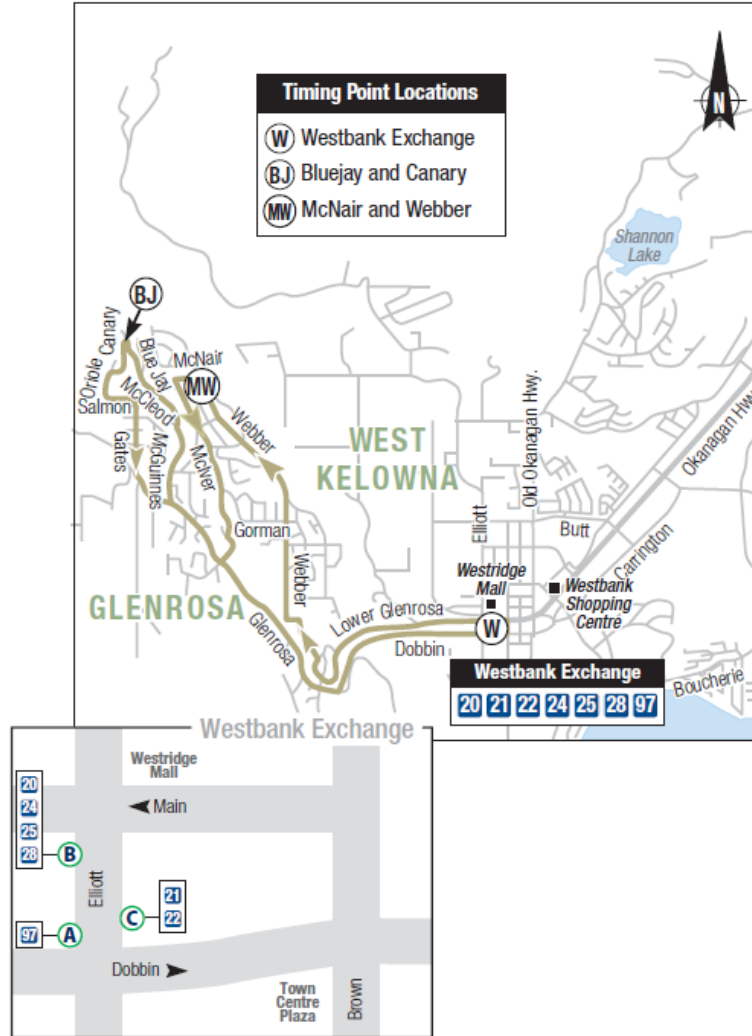 Timing Point Locations
W Westbank Exchange
BJ Bluejay and Canary
MW McNair and Webber
N
Shannon
Lake
BJ
Canary
Oriole
Blue Jay
McNair
MW
Salmon
McCleod
Webber
Gates
McGuinnes
McIver
WEST
KELOWNA
Old Okanagan Hwy.
Okanagan Hwy.
Elliott
Butt
Carrington
Gorman
Webber
Westridge
Mall
Westbank
Shopping
Centre
GLENROSA
Glenrosa
Lower Glenrosa
W
Dobbin
Boucherie
Westbank Exchange
20 21 22 24 25 28 97
Westbank Exchange
Westridge
Mall
20
24
25
28
B
Main
Elliott
21
22
C
97
A
Dobbin
Town
Centre
Plaza
Brown